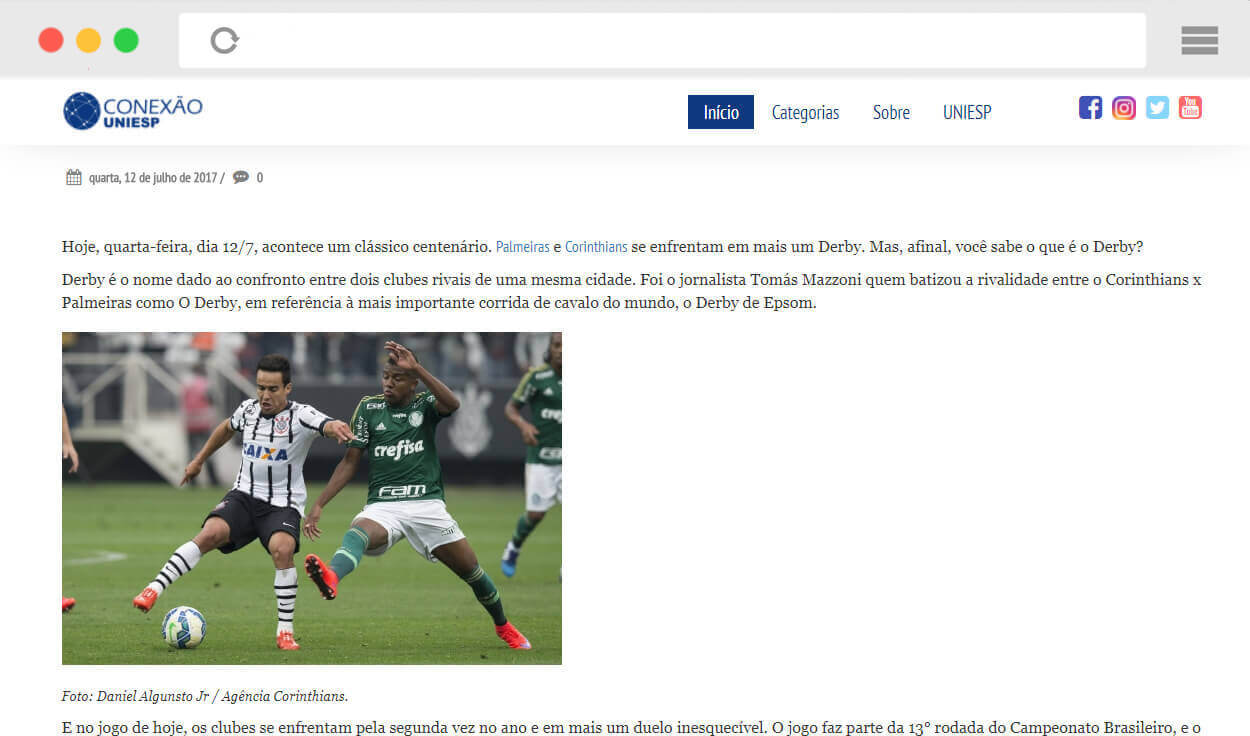 CONEXÃO
UNIESP
Início Categorias Sobre UNIESP
You
Tube
quarta, 12 de julho de 2017 / 0
Hoje, quarta-feira, dia 12/7, acontece um clássico centenário. Palmeiras e Corinthians se enfrentam em mais um Derby. Mas, afinal, você sabe o que é o Derby?
Derby é o nome dado ao confronto entre dois clubes rivais de uma mesma cidade. Foi o jornalista Tomás Mazzoni quem batizou a rivalidade entre o Corinthians x
Palmeiras como O Derby, em referência à mais importante corrida de cavalo do mundo, o Derby de Epsom.
CAIXA
crefisa
FAM
Foto: Daniel Algunsto Jr / Agência Corinthians.
E no jogo de hoje, os clubes se enfrentam pela segunda vez no ano e em mais um duelo inesquecível. O jogo faz parte da 13° rodada do Campeonato Brasileiro, e o